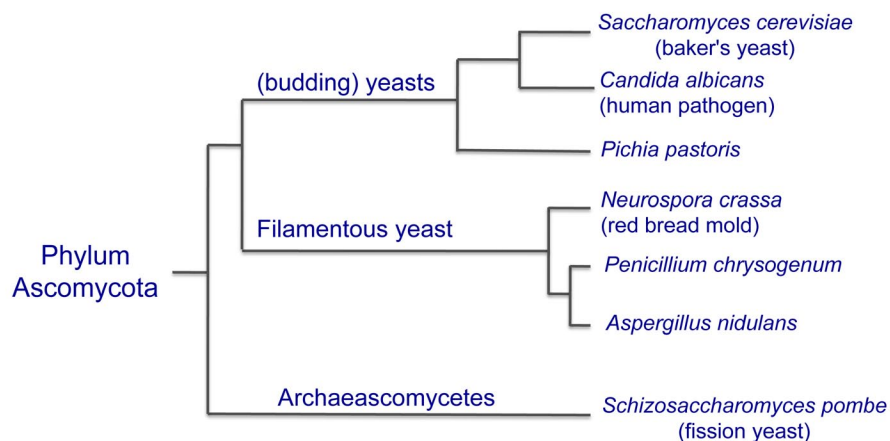 Saccharomyces cerevisiae
(baker's yeast)
(budding) yeasts
Candida albicans
(human pathogen)
Pichia pastoris
Neurospora crassa
(red bread mold)
Filamentous yeast
Phylum
Ascomycota
Penicillium chrysogenum
Aspergillus nidulans
Archaeascomycetes
Schizosaccharomyces pombe
(fission yeast)